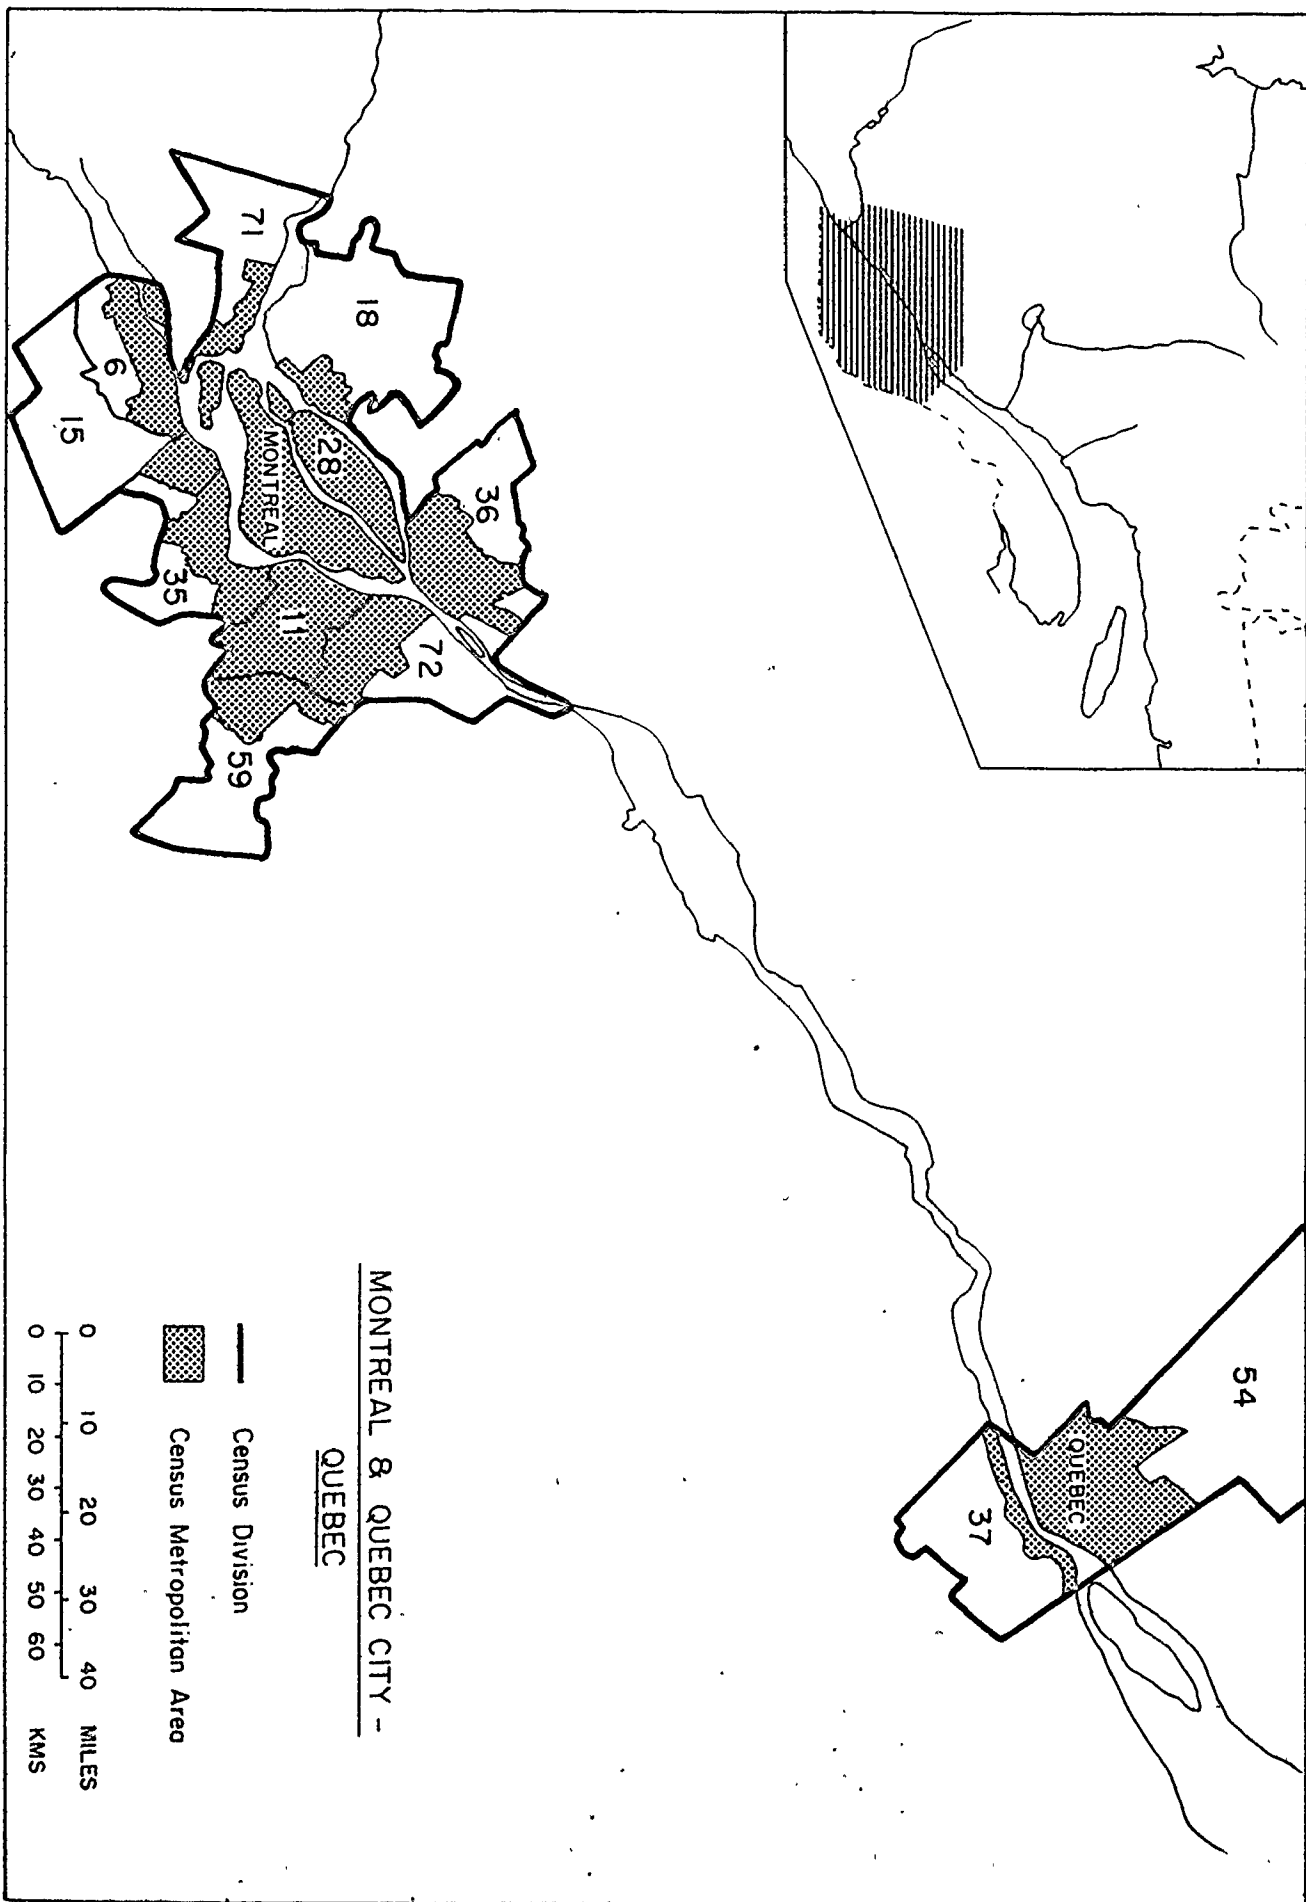 MONTREAL & QUEBEC CITY -
QUEBEC
Census Division
Census Metropolitan Area
0 10 20 30 40 MILES
0 10 20 30 40 50 60 KMS
54
QUEBEC
37
18
71
36
28
MONTREAL
6
15
72
11
35
59